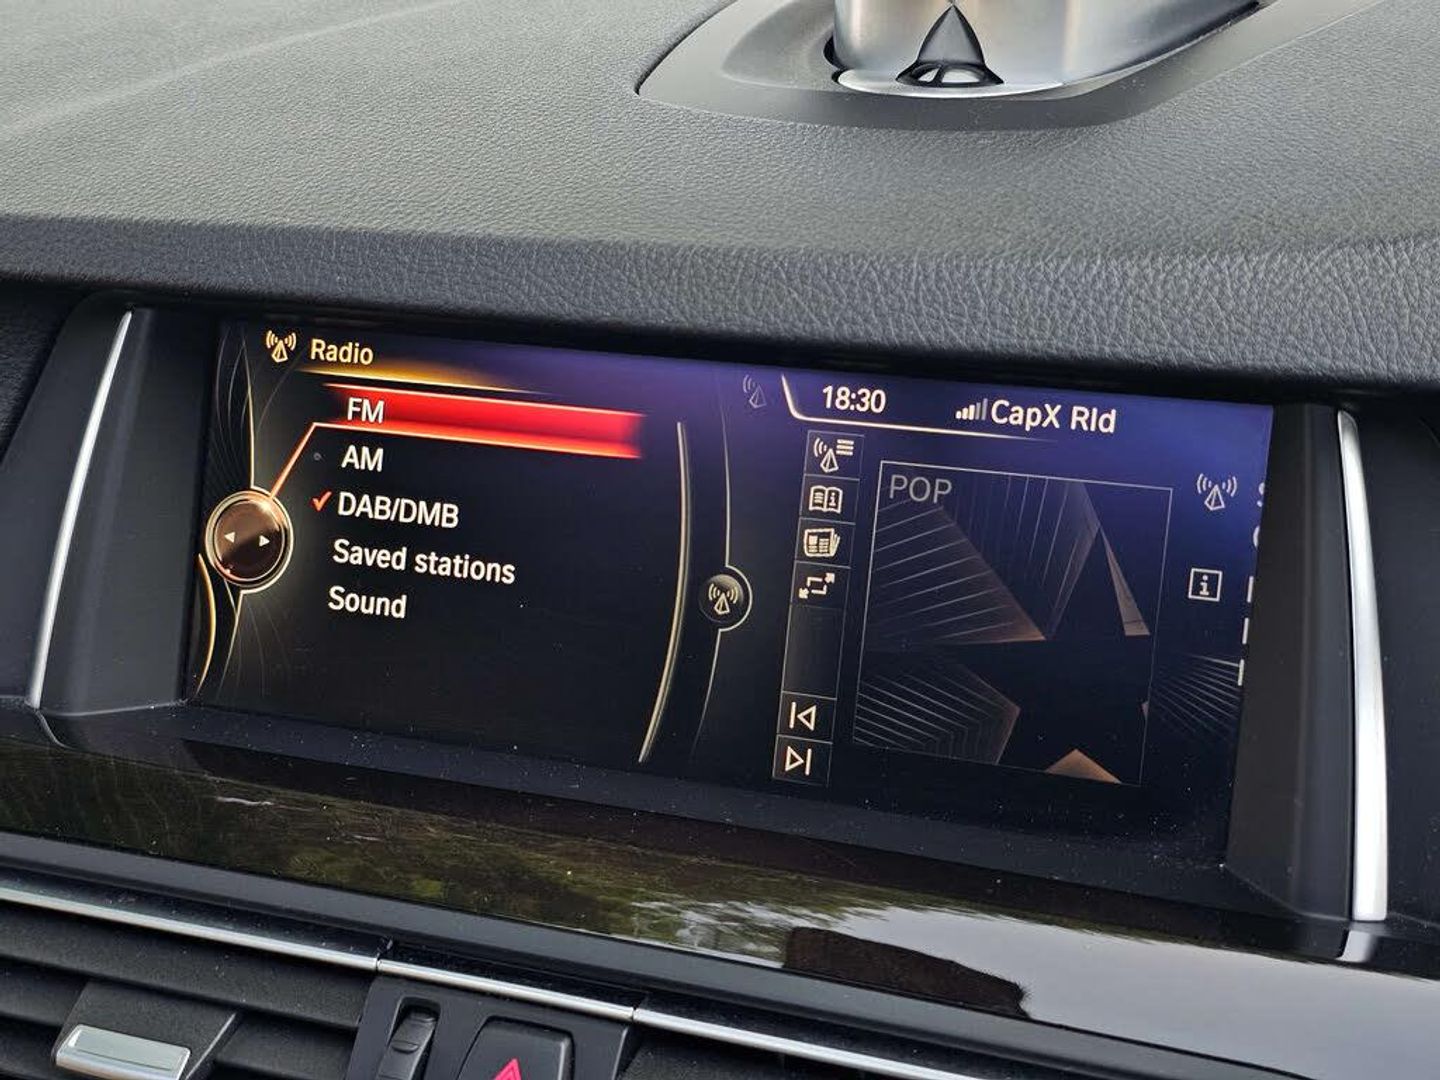 Radio
FM
AM
DAB/DMB
Saved stations
Sound
18:30
CapX Rld
POP